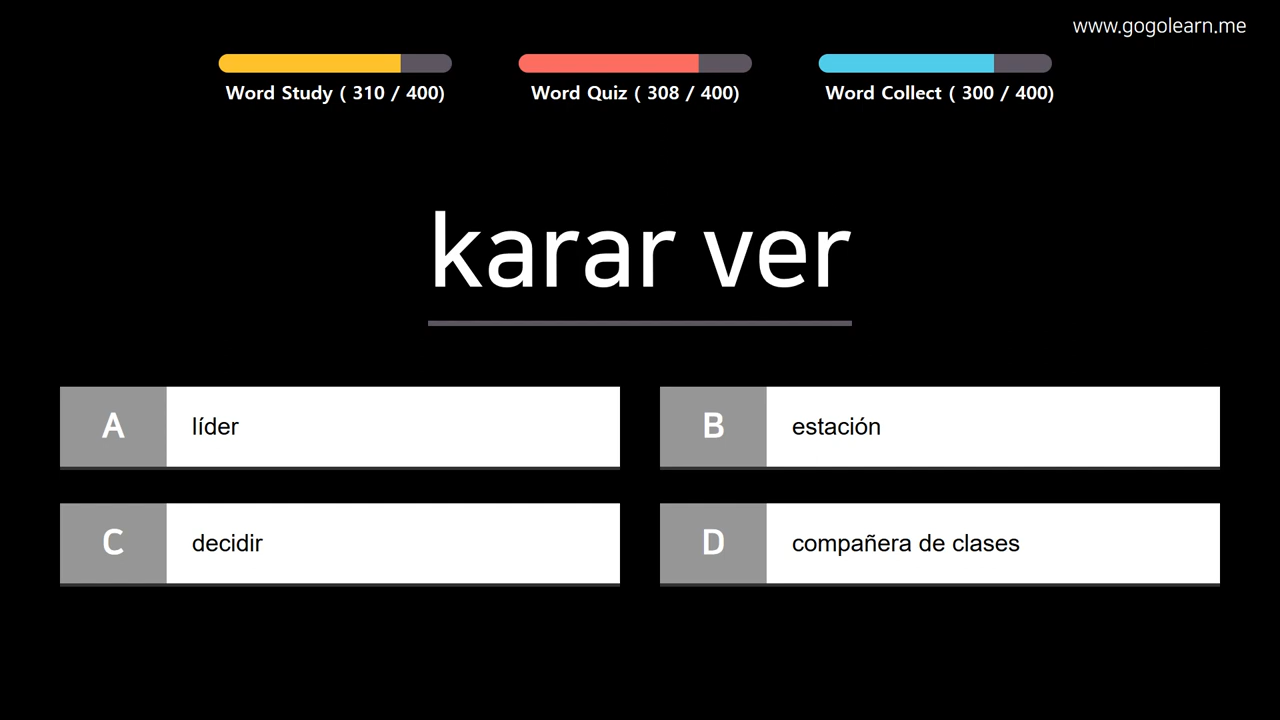 www.gogolearn.me
Word Study ( 310 / 400)
Word Quiz ( 308 / 400)
Word Collect ( 300 / 400)
karar ver
A líder
B estación
C decidir
D compañera de clases